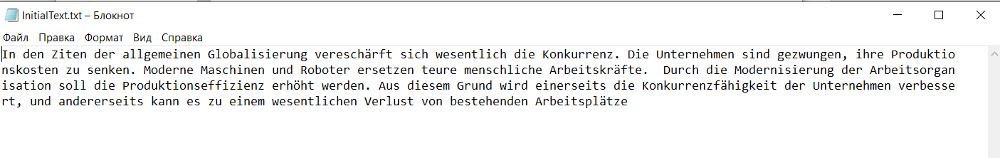 InitialText.txt – Блокнот
Файл Правка Формат Вид Справка
In den Ziten der allgemeinen Globalisierung vereschärft sich wesentlich die Konkurrenz. Die Unternehmen sind gezwungen, ihre Produktio
nskosten zu senken. Moderne Maschinen und Roboter ersetzen teure menschliche Arbeitskräfte.  Durch die Modernisierung der Arbeitsorgan
isation soll die Produktionseffizienz erhöht werden. Aus diesem Grund wird einerseits die Konkurrenzfähigkeit der Unternehmen verbesse
rt, und andererseits kann es zu einem wesentlichen Verlust von bestehenden Arbeitsplätze